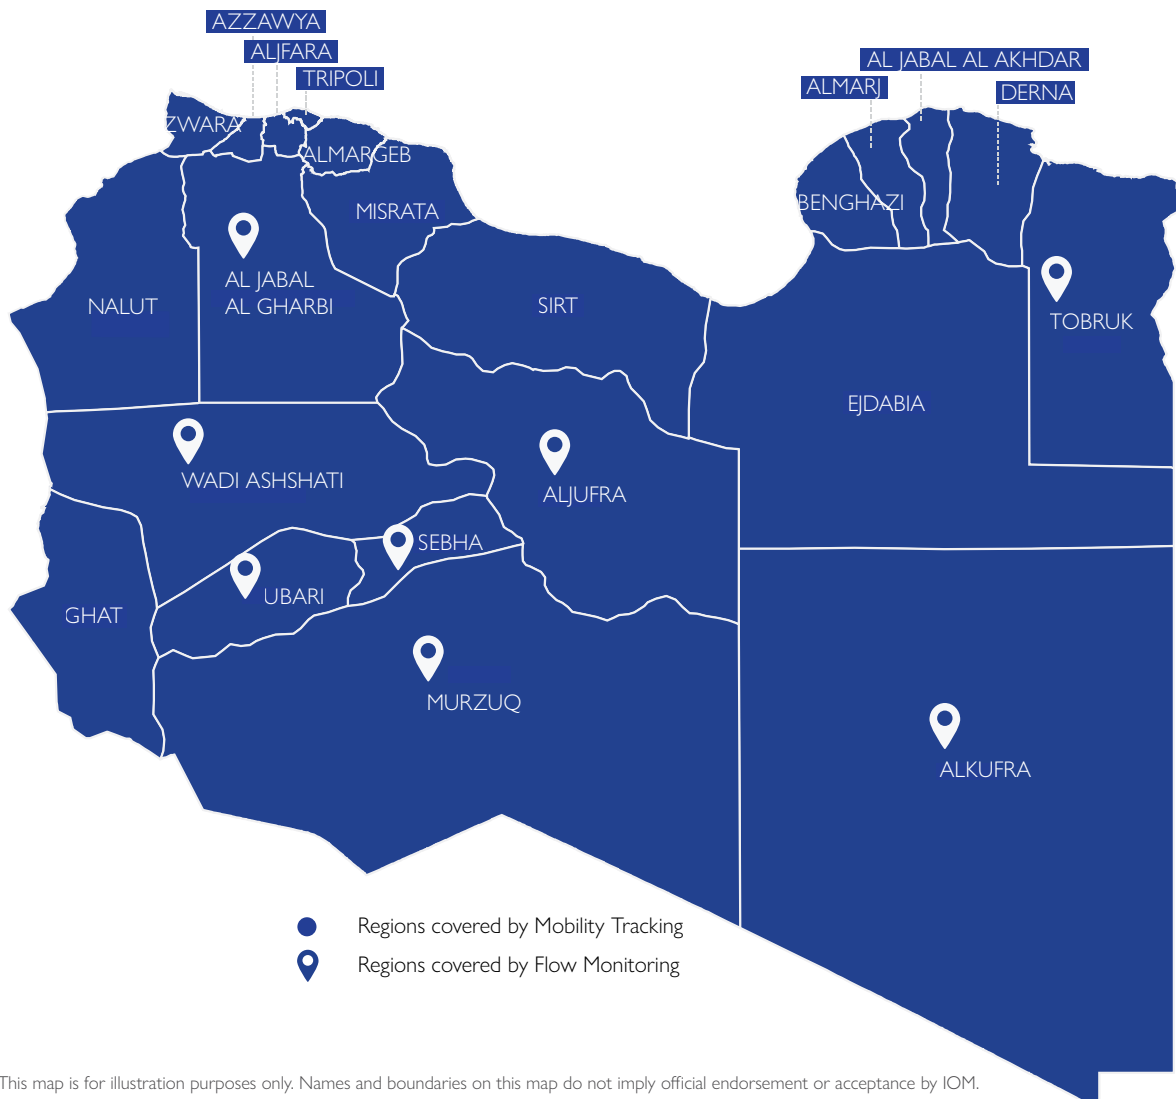 AZZAWYA
ALJFARA
TRIPOLI
AL JABAL AL AKHDAR
ALMARJ
DERNA
ZWARA
ALMARGEB
MISRATA
BENGHAZI
AL JABAL
AL GHARBI
NALUT
SIRT
TOBRUK
EJDABIA
WADI ASHSHATI
ALJUFRA
SEBHA
UBARI
GHAT
MURZUQ
ALKUFRA
Regions covered by Mobility Tracking
Regions covered by Flow Monitoring
This map is for illustration purposes only. Names and boundaries on this map do not imply official endorsement or acceptance by IOM.